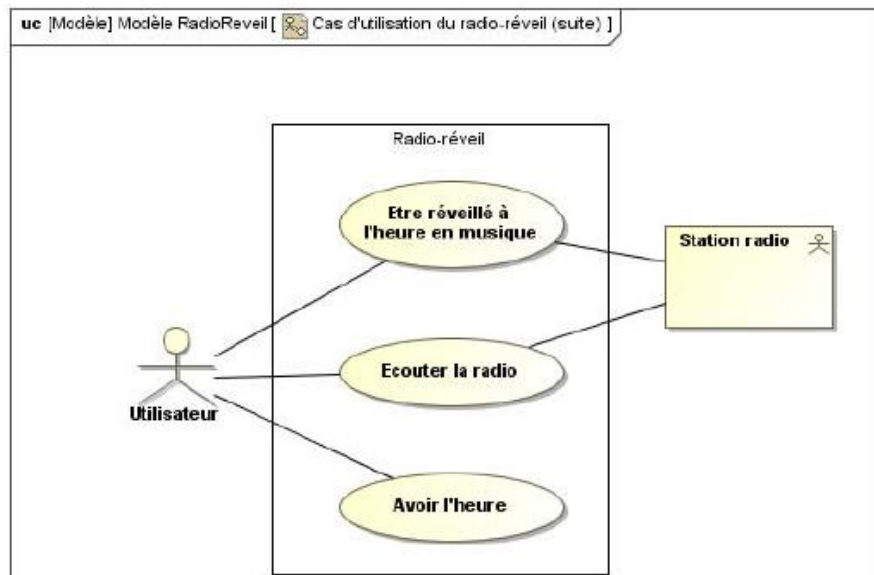 uc [Modèle] Modèle RadioReveil [ Cas d'utilisation du radio-réveil (suite) ]
Radio-réveil
Etre réveillé à
l'heure en musique
Station radio
Ecouter la radio
Utilisateur
Avoir l'heure